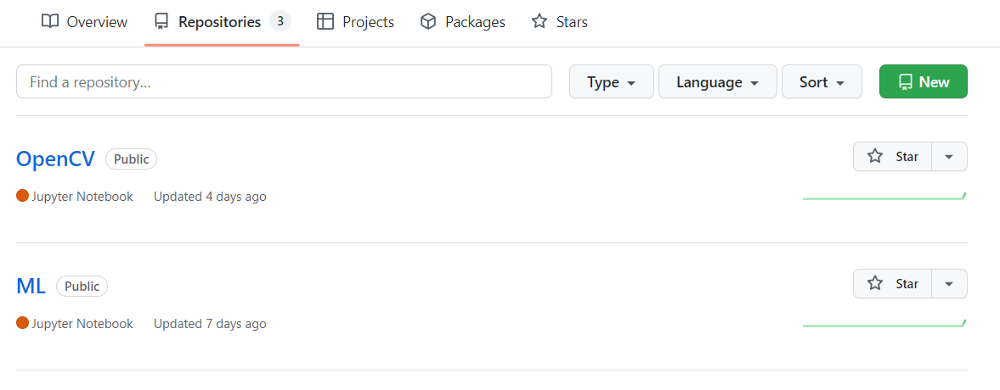 Overview Repositories 3 Projects Packages Stars
Find a repository... Type Language Sort New
OpenCV Public Star
Jupyter Notebook Updated 4 days ago
ML Public Star
Jupyter Notebook Updated 7 days ago